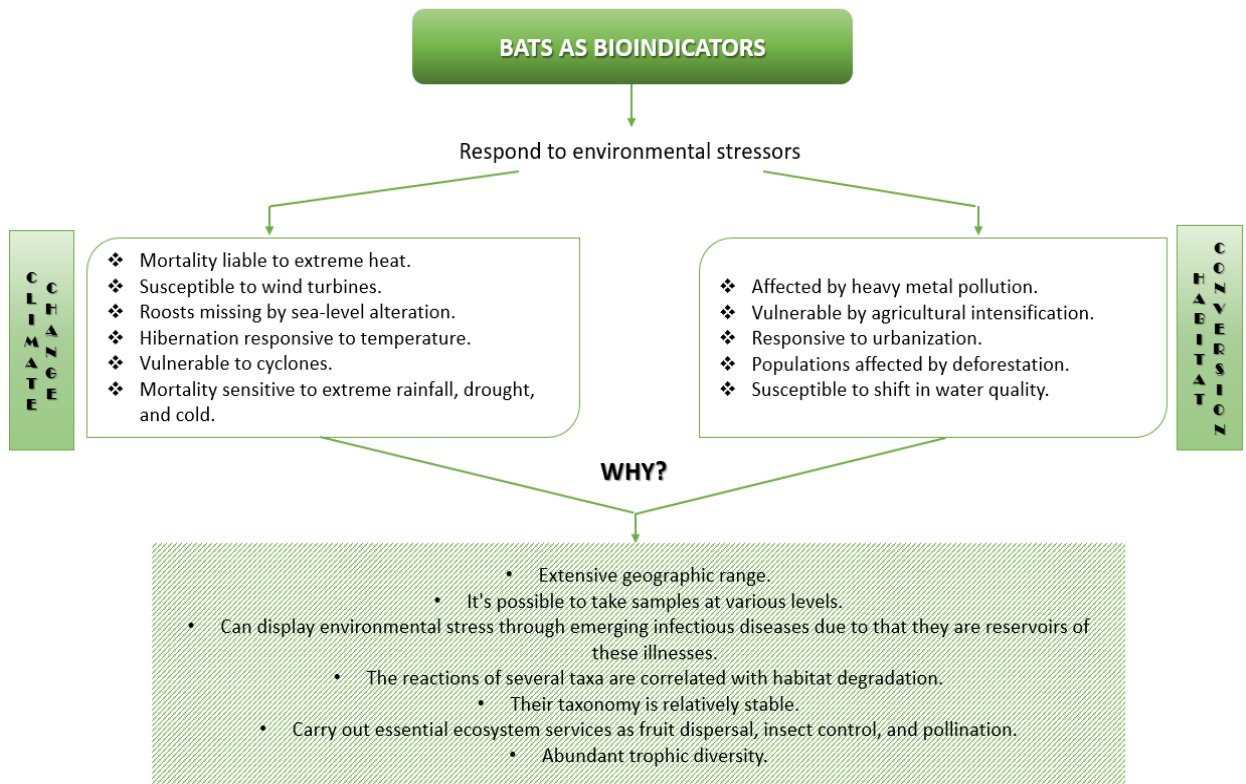 BATS AS BIOINDICATORS
Respond to environmental stressors
CLIMATE
CHANGE
❖ Mortality liable to extreme heat.
❖ Susceptible to wind turbines.
❖ Roosts missing by sea-level alteration.
❖ Hibernation responsive to temperature.
❖ Vulnerable to cyclones.
❖ Mortality sensitive to extreme rainfall, drought,
and cold.
❖ Affected by heavy metal pollution.
❖ Vulnerable by agricultural intensification.
❖ Responsive to urbanization.
❖ Populations affected by deforestation.
❖ Susceptible to shift in water quality.
HABITAT
CONVERSION
WHY?
• Extensive geographic range.
• It's possible to take samples at various levels.
• Can display environmental stress through emerging infectious diseases due to that they are reservoirs of
these illnesses.
• The reactions of several taxa are correlated with habitat degradation.
• Their taxonomy is relatively stable.
• Carry out essential ecosystem services as fruit dispersal, insect control, and pollination.
• Abundant trophic diversity.